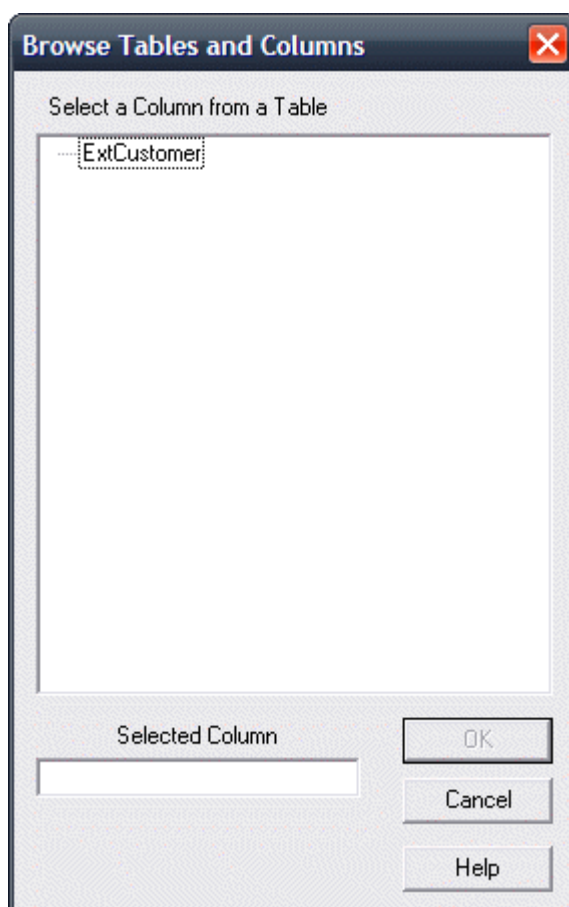 Browse Tables and Columns
Select a Column from a Table
ExtCustomer
Selected Column
OK
Cancel
Help